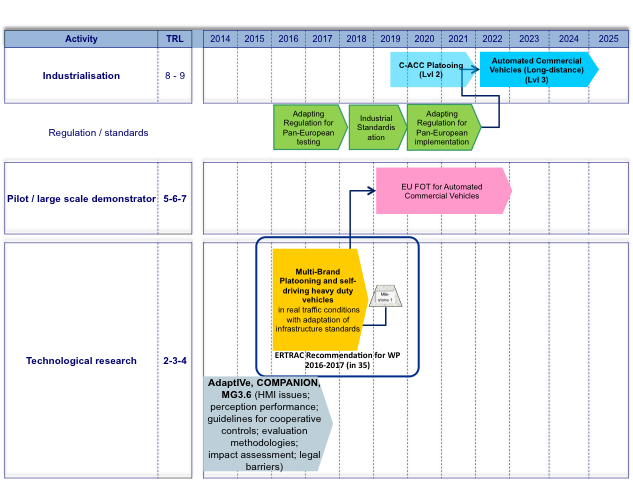 Activity TRL 2014 2015 2016 2017 2018 2019 2020 2021 2022 2023 2024 2025
Industrialisation 8 - 9
C-ACC Platooing
(Lvl 2)
Automated Commercial
Vehicles (Long-distance)
(Lvl 3)
Regulation / standards
Adapting
Regulation for
Pan-European
testing
Industrial
Standardis
ation
Adapting
Regulation for
Pan-European
implementation
Pilot / large scale demonstrator 5-6-7
EU FOT for Automated
Commercial Vehicles
Technological research 2-3-4
Multi-Brand
Platooning and self-
driving heavy duty
vehicles
in real traffic conditions
with adaptation of
infrastructure standards
Mile-
stone 1
ERTRAC Recommendation for WP
2016-2017 (in 35)
AdaptIVe, COMPANION,
MG3.6 (HMI issues;
perception performance;
guidelines for cooperative
controls; evaluation
methodologies;
impact assessment; legal
barriers)